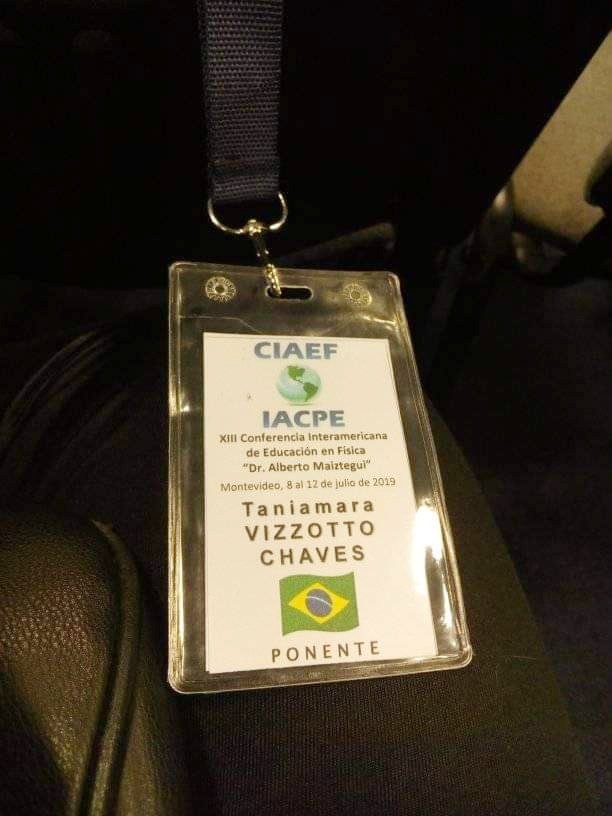 CIAEF
IACPE
XIII Conferencia Interamericana
de Educación en Física
"Dr. Alberto Maiztegui"
Montevideo, 8 al 12 de julio de 2019
Taniamara
VIZZOTTO
CHAVES
PONENTE